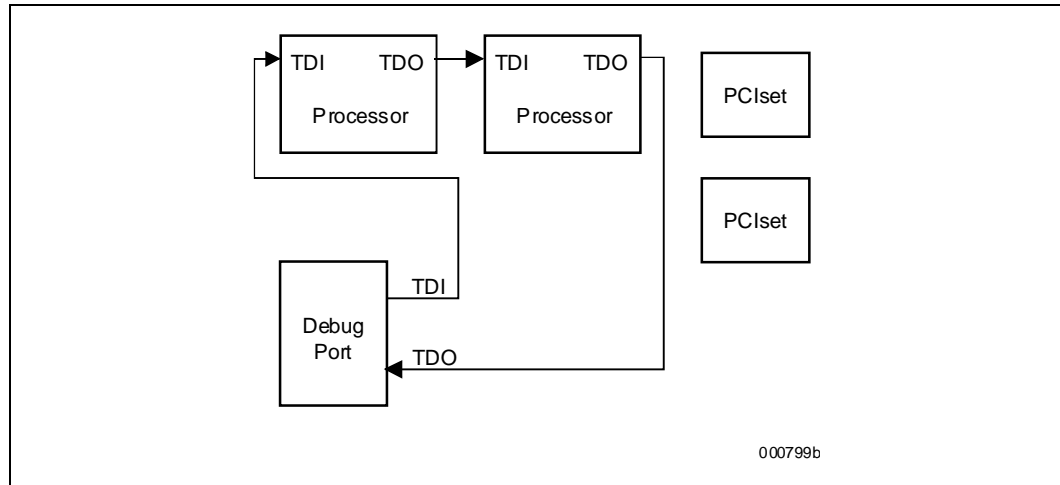 TDI TDO
Processor
TDI TDO
Processor
PCIset
PCIset
TDI
Debug
Port
TDO
000799b